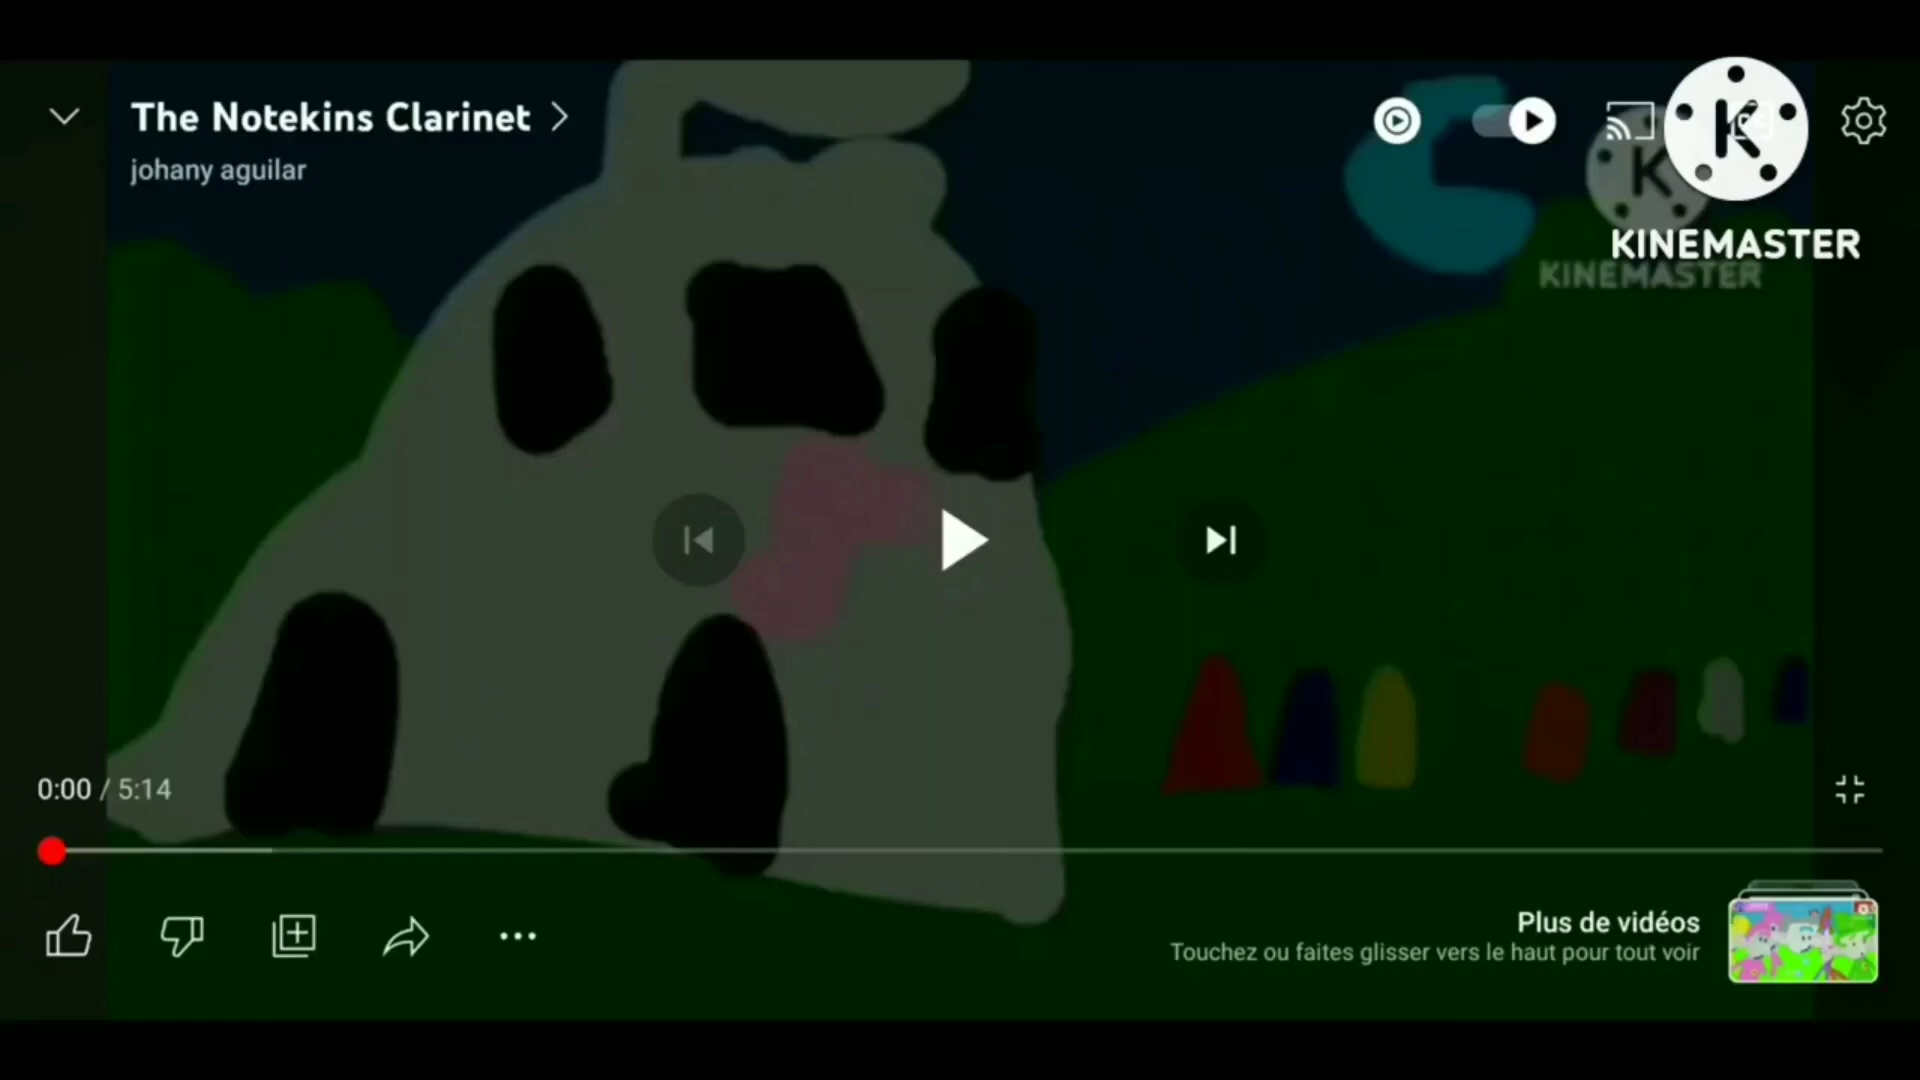 The Notekins Clarinet
johany aguilar
K
K
KINEMASTER
KINEMASTER
0:00 / 5:14
Plus de vidéos
Touchez ou faites glisser vers le haut pour tout voir